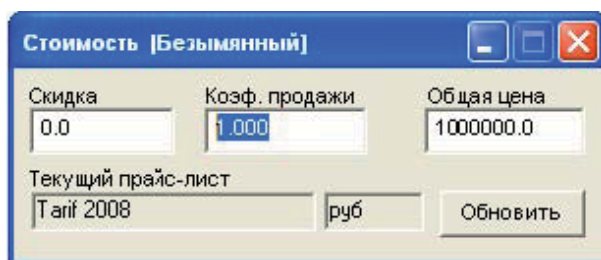 Стоимость [Безымянный]
Скидка Коэф. продажи Общая цена
0.0 1.000 1000000.0
Текущий прайс-лист
Tarif 2008 руб Обновить